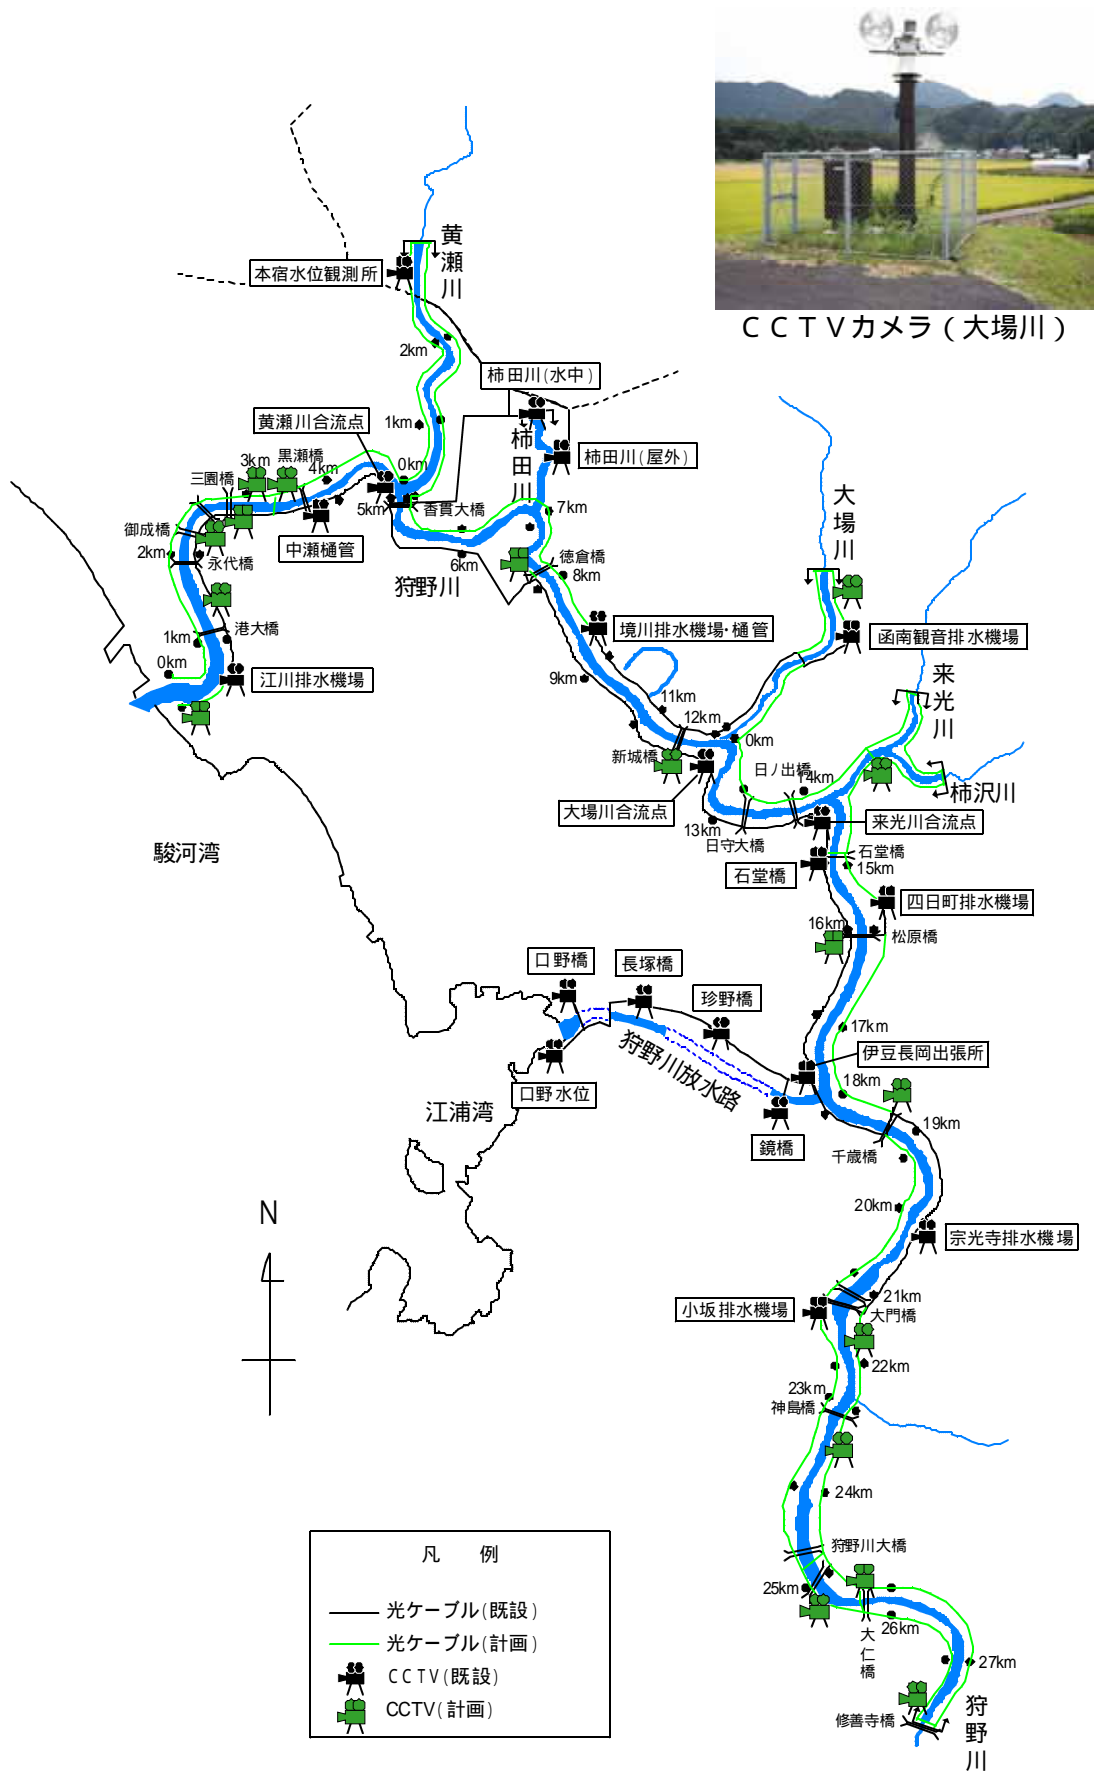 CCTVカメラ(大場川)
黄瀬川
本宿水位観測所
2km
柿田川(水中)
黄瀬川合流点
1km
柿田川
柿田川(屋外)
黒瀬橋
3km
4km
0km
三園橋
5km
香貫大橋
7km
大場川
御成橋
中瀬樋管
2km
永代橋
6km
狩野川
徳倉橋
8km
港大橋
1km
境川排水機場・樋管
函南観音排水機場
0km
江川排水機場
9km
来光川
11km
12km
0km
新城橋
日ノ出橋
14km
柿沢川
大場川合流点
13km
日守大橋
来光川合流点
駿河湾
石堂橋
石堂橋
15km
四日町排水機場
16km
松原橋
口野橋
長塚橋
珍野橋
17km
狩野川放水路
伊豆長岡出張所
口野水位
18km
江浦湾
鏡橋
19km
千歳橋
20km
N
宗光寺排水機場
21km
小坂排水機場
大門橋
22km
23km
神島橋
24km
狩野川大橋
25km
26km
大仁橋
27km
修善寺橋
狩野川
凡 例
光ケーブル(既設)
光ケーブル(計画)
CCTV(既設)
CCTV(計画)